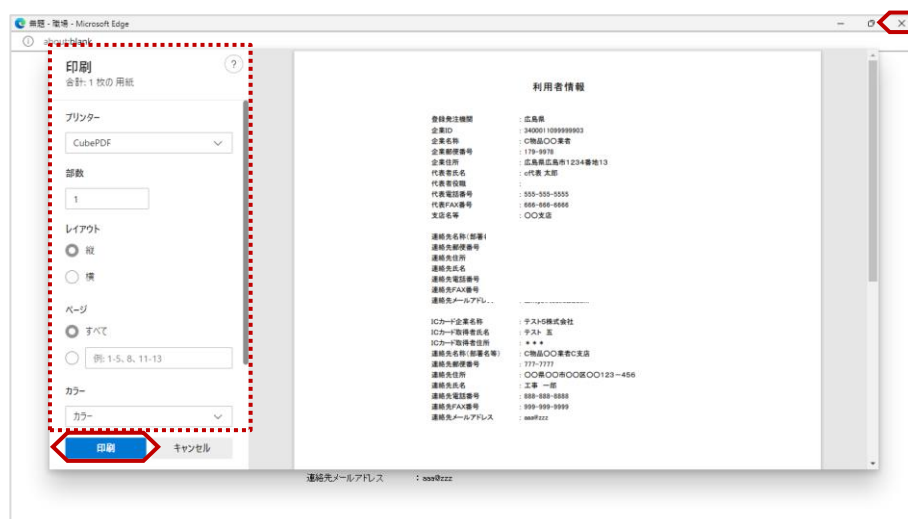 無題 - 職場 - Microsoft Edge
about:blank
印刷
?
合計: 1 枚の 用紙
プリンター
CubePDF
部数
1
レイアウト
縦
横
ページ
すべて
例: 1-5、8、11-13
カラー
カラー
印刷
キャンセル
利用者情報
登録発注機関 : 広島県
企業ID : 3400011099999903
企業名称 : C物品〇〇業者
企業郵便番号 : 179-9978
企業住所 : 広島県広島市1234番地13
代表者氏名 : c代表 太郎
代表者役職 :
代表電話番号 : 555-555-5555
代表FAX番号 : 666-666-6666
支店名等 : 〇〇支店
連絡先名称(部署
連絡先郵便番号
連絡先住所
連絡先氏名
連絡先電話番号
連絡先FAX番号
連絡先メールアドレ
ICカード企業名称 : テスト5株式会社
ICカード取得者氏名 : テスト 五
ICカード取得者住所 : ***
連絡先名称(部署名等) : C物品〇〇業者C支店
連絡先郵便番号 : 777-7777
連絡先住所 : 〇〇県〇〇市〇〇区〇〇123-456
連絡先氏名 : 工事 一郎
連絡先電話番号 : 888-888-8888
連絡先FAX番号 : 999-999-9999
連絡先メールアドレス : aaa@zzz
連絡先メールアドレス : aaa@zzz